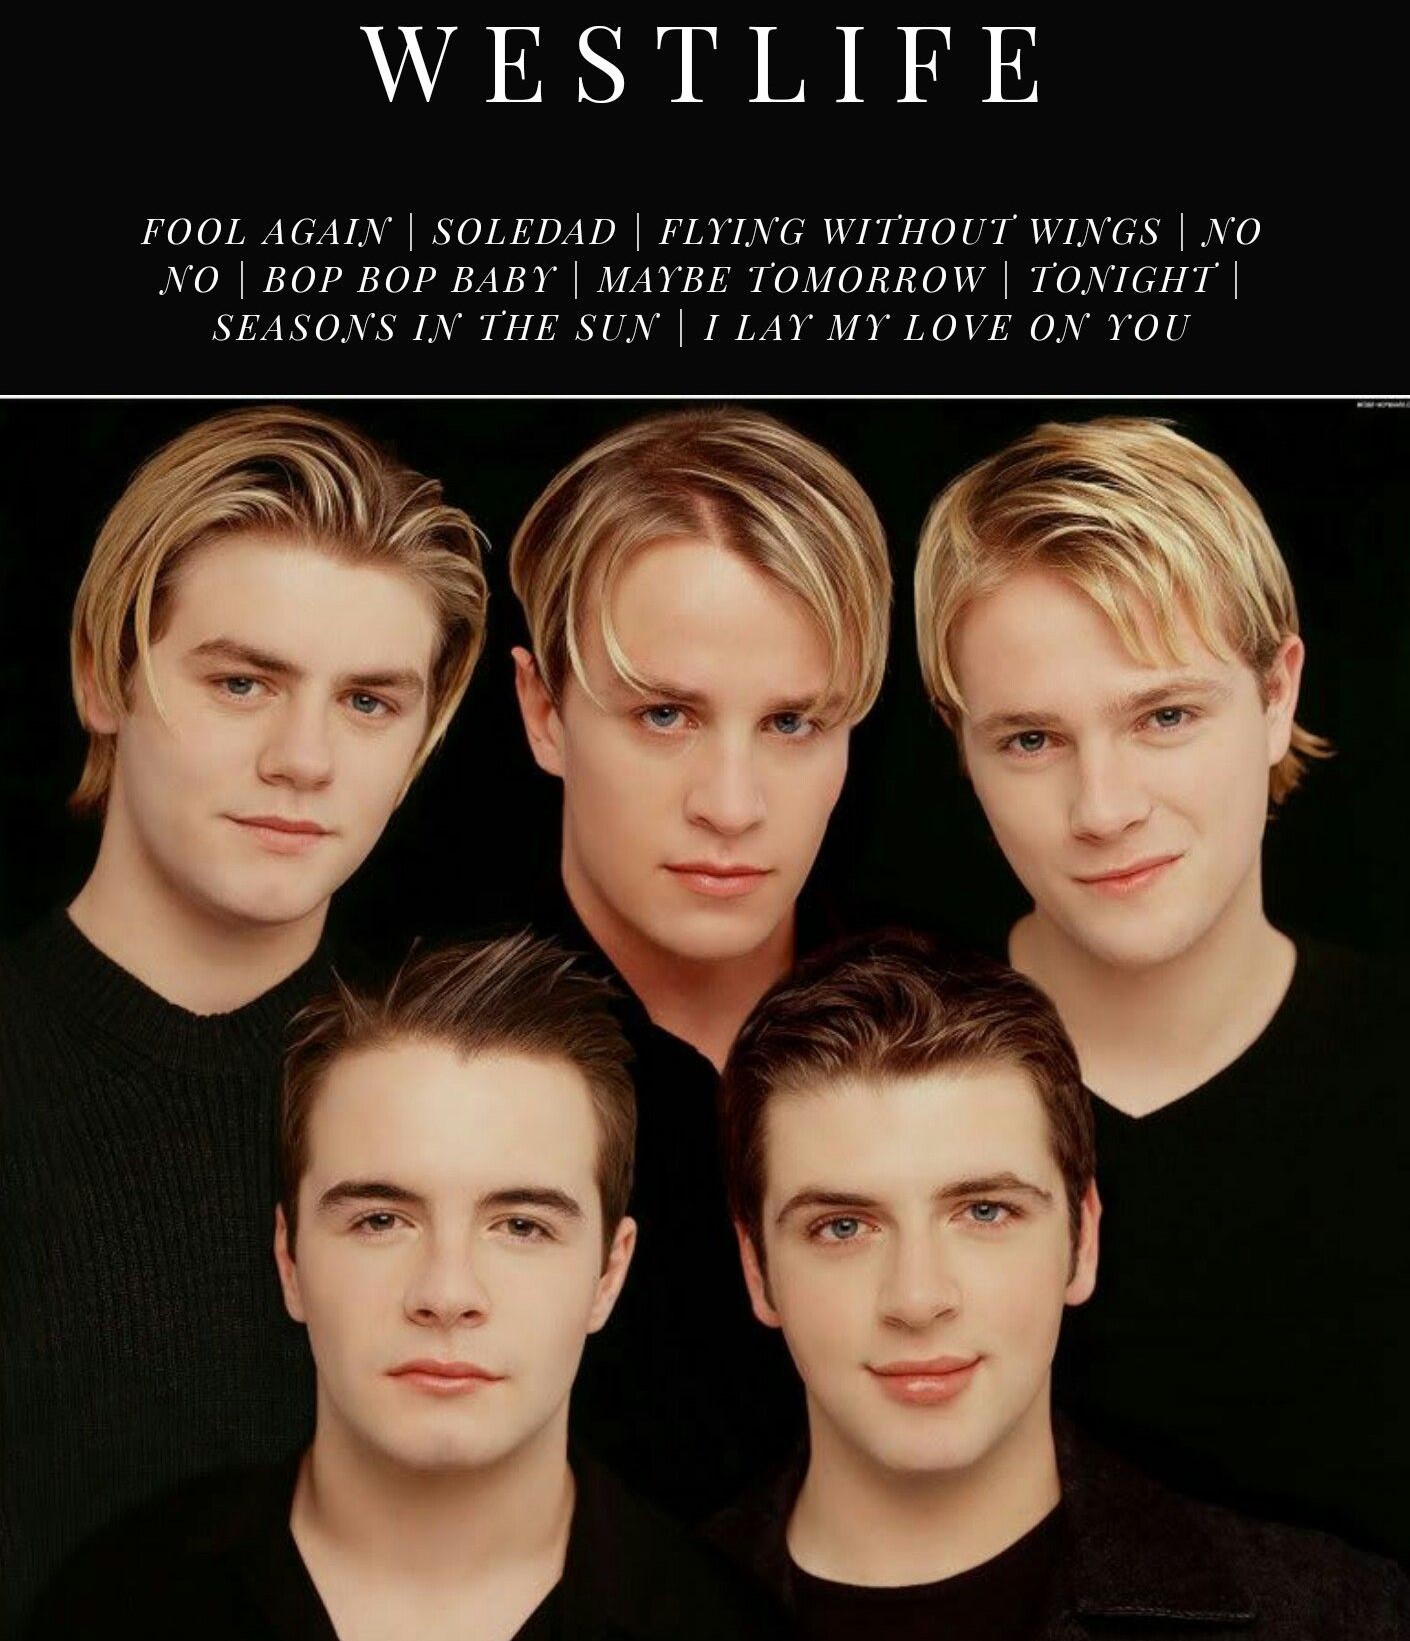 WESTLIFE
FOOL AGAIN | SOLEDAD | FLYING WITHOUT WINGS | NO
NO | BOP BOP BABY | MAYBE TOMORROW | TONIGHT |
SEASONS IN THE SUN | I LAY MY LOVE ON YOU